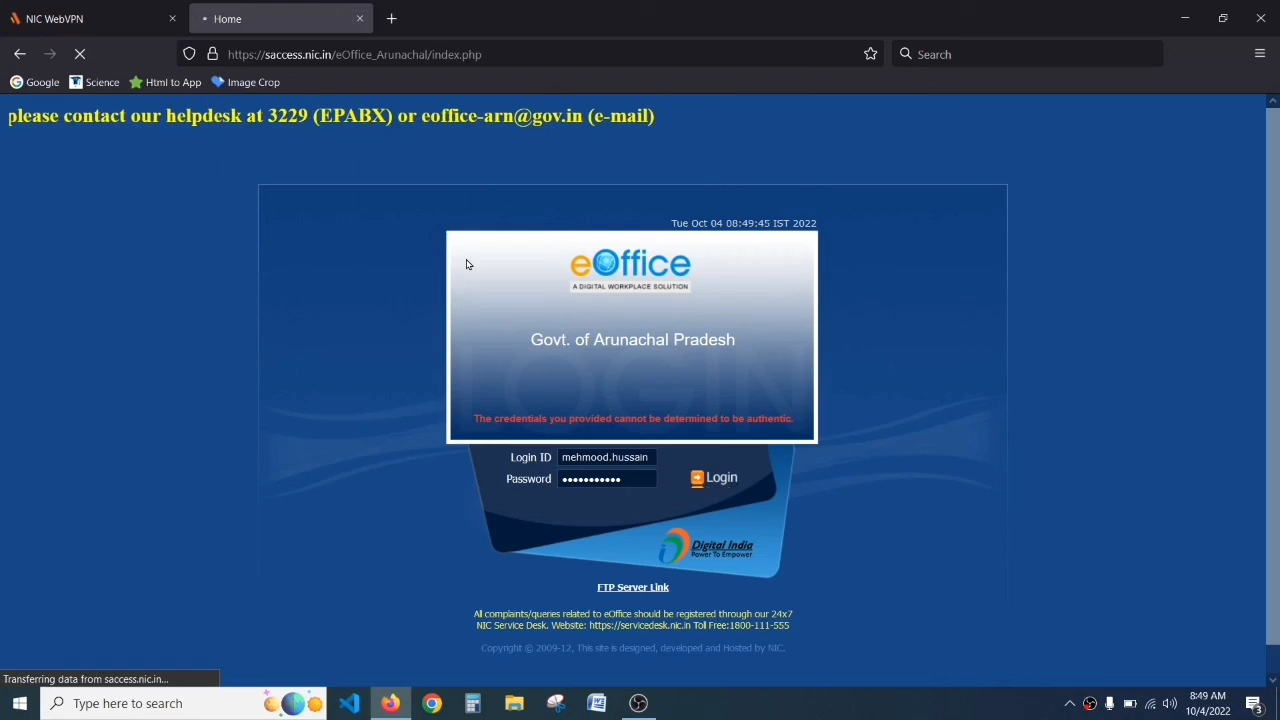 NIC WebVPN
Home
https://saccess.nic.in/eOffice_Arunachal/index.php
Search
Google
Science
Html to App
Image Crop
please contact our helpdesk at 3229 (EPABX) or eoffice-arn@gov.in (e-mail)
Tue Oct 04 08:49:45 IST 2022
eOffice
A DIGITAL WORKPLACE SOLUTION
Govt. of Arunachal Pradesh
LOGIN
The credentials you provided cannot be determined to be authentic.
Login ID mehmood.hussain
Password •••••••••••
Login
Digital India
Power To Empower
FTP Server Link
All complaints/queries related to eOffice should be registered through our 24x7
NIC Service Desk. Website: https://servicedesk.nic.in Toll Free:1800-111-555
Copyright © 2009-12, This site is designed, developed and Hosted by NIC.
Transferring data from saccess.nic.in...
Type here to search
8:49 AM
10/4/2022